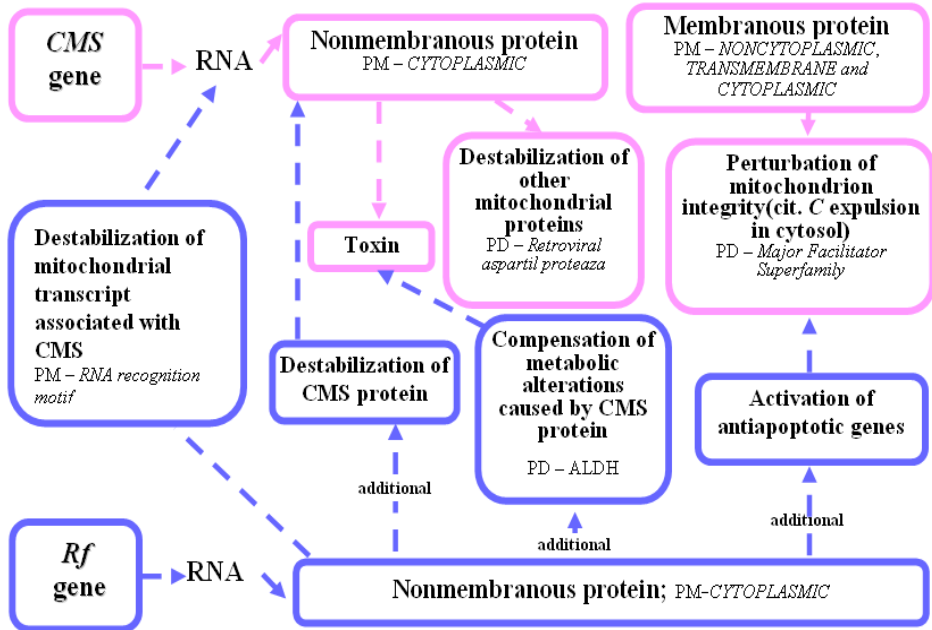 CMS
gene
RNA
Nonmembranous protein
PM – CYTOPLASMIC
Membranous protein
PM – NONCYTOPLASMIC,
TRANSMEMBRANE and
CYTOPLASMIC
Destabilization of
other
mitochondrial
proteins
PD – Retroviral
aspartil proteaza
Perturbation of
mitochondrion
integrity(cit. C expulsion
in cytosol)
PD – Major Facilitator
Superfamily
Toxin
Destabilization of
mitochondrial
transcript
associated with
CMS
PM – RNA recognition
motif
Destabilization of
CMS protein
Compensation of
metabolic
alterations
caused by CMS
protein
PD – ALDH
Activation of
antiapoptotic genes
additional
additional
additional
Rf
gene
RNA
Nonmembranous protein; PM–CYTOPLASMIC